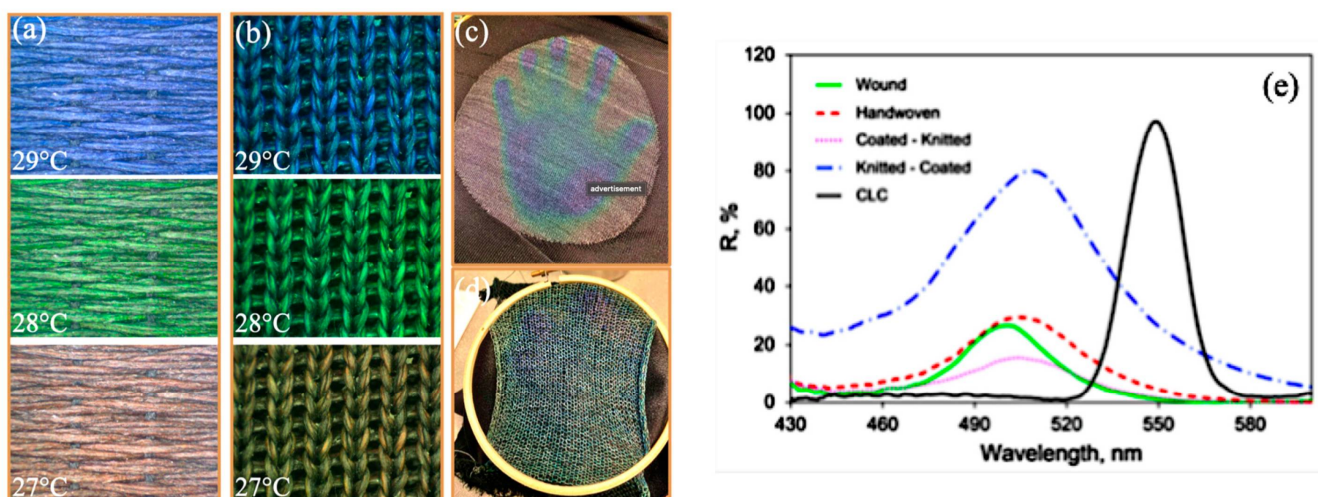 (a)
29°C
28°C
27°C
(b)
29°C
28°C
27°C
(c)
advertisement
(d)
(e)
120
100
80
60
40
20
0
R, %
Wound
Handwoven
Coated - Knitted
Knitted - Coated
CLC
430
460
490
520
550
580
Wavelength, nm